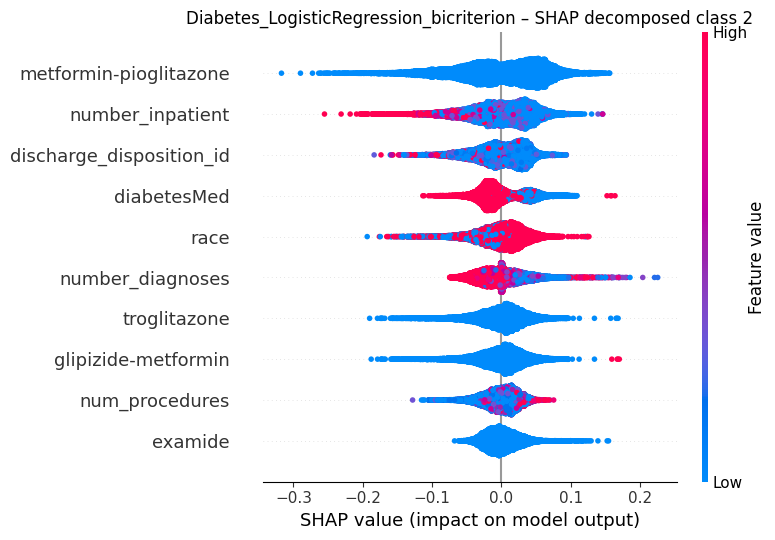 Diabetes_LogisticRegression_bicriterion – SHAP decomposed class 2
High
metformin-pioglitazone
number_inpatient
discharge_disposition_id
diabetesMed
race
number_diagnoses
troglitazone
glipizide-metformin
num_procedures
examide
Feature value
Low
−0.3 −0.2 −0.1 0.0 0.1 0.2
SHAP value (impact on model output)